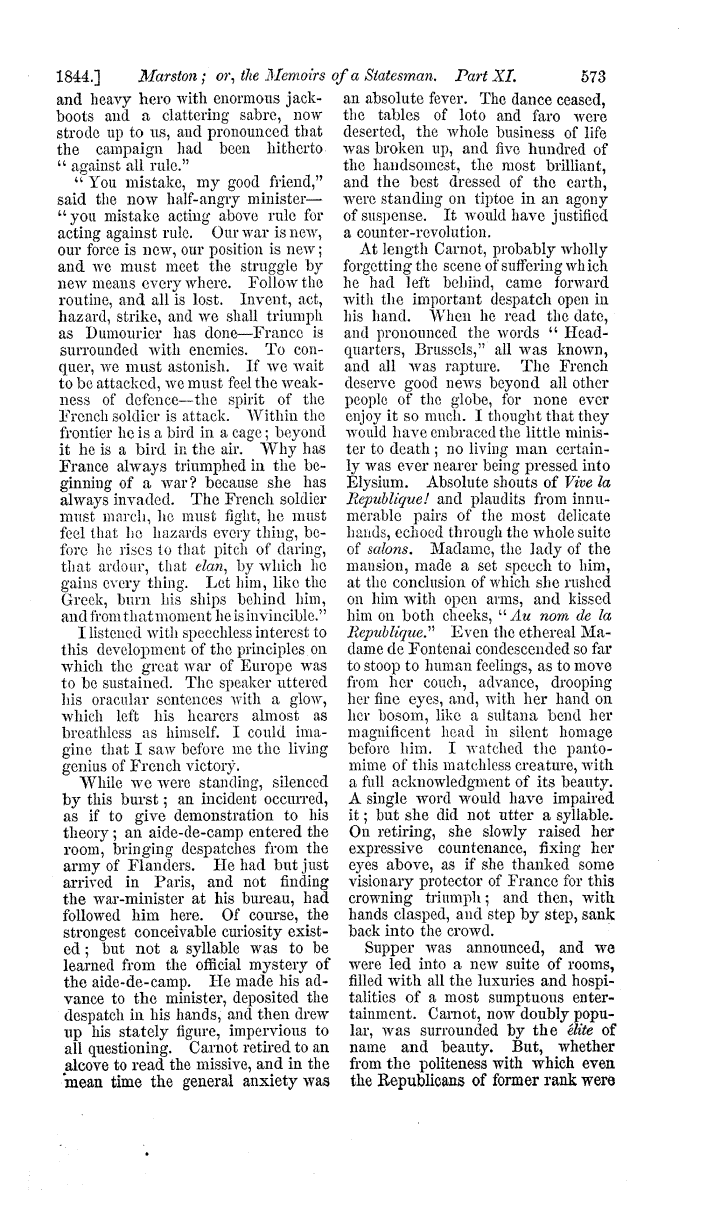 1844.] Marston; or, the Memoirs of a Statesman. Part XI. 573
and heavy hero with enormous jack-
boots and a clattering sabre, now
strode up to us, and pronounced that
the campaign had been hitherto
“ against all rule.”
“ You mistake, my good friend,”
said the now half-angry minister—
“you mistake acting above rule for
acting against rule. Our war is new,
our force is new, our position is new;
and we must meet the struggle by
new means every where. Follow the
routine, and all is lost. Invent, act,
hazard, strike, and we shall triumph
as Dumourier has done—France is
surrounded with enemies. To con-
quer, we must astonish. If we wait
to be attacked, we must feel the weak-
ness of defence—the spirit of the
French soldier is attack. Within the
frontier he is a bird in a cage; beyond
it he is a bird in the air. Why has
France always triumphed in the be-
ginning of a war? because she has
always invaded. The French soldier
must march, he must fight, he must
feel that he hazards every thing, be-
fore he rises to that pitch of daring,
that ardour, that elan, by which he
gains every thing. Let him, like the
Greek, burn his ships behind him,
and from that moment he is invincible.”
I listened with speechless interest to
this development of the principles on
which the great war of Europe was
to be sustained. The speaker uttered
his oracular sentences with a glow,
which left his hearers almost as
breathless as himself. I could ima-
gine that I saw before me the living
genius of French victory.
While we were standing, silenced
by this burst; an incident occurred,
as if to give demonstration to his
theory; an aide-de-camp entered the
room, bringing despatches from the
army of Flanders. He had but just
arrived in Paris, and not finding
the war-minister at his bureau, had
followed him here. Of course, the
strongest conceivable curiosity exist-
ed; but not a syllable was to be
learned from the official mystery of
the aide-de-camp. He made his ad-
vance to the minister, deposited the
despatch in his hands, and then drew
up his stately figure, impervious to
all questioning. Carnot retired to an
alcove to read the missive, and in the
mean time the general anxiety was
an absolute fever. The dance ceased,
the tables of loto and faro were
deserted, the whole business of life
was broken up, and five hundred of
the handsomest, the most brilliant,
and the best dressed of the earth,
were standing on tiptoe in an agony
of suspense. It would have justified
a counter-revolution.
At length Carnot, probably wholly
forgetting the scene of suffering which
he had left behind, came forward
with the important despatch open in
his hand. When he read the date,
and pronounced the words “ Head-
quarters, Brussels,” all was known,
and all was rapture. The French
deserve good news beyond all other
people of the globe, for none ever
enjoy it so much. I thought that they
would have embraced the little minis-
ter to death; no living man certain-
ly was ever nearer being pressed into
Elysium. Absolute shouts of Vive la
Republique! and plaudits from innu-
merable pairs of the most delicate
hands, echoed through the whole suite
of salons. Madame, the lady of the
mansion, made a set speech to him,
at the conclusion of which she rushed
on him with open arms, and kissed
him on both cheeks, “Au nom de la
Republique.” Even the ethereal Ma-
dame de Fontenai condescended so far
to stoop to human feelings, as to move
from her couch, advance, drooping
her fine eyes, and, with her hand on
her bosom, like a sultana bend her
magnificent head in silent homage
before him. I watched the panto-
mime of this matchless creature, with
a full acknowledgment of its beauty.
A single word would have impaired
it; but she did not utter a syllable.
On retiring, she slowly raised her
expressive countenance, fixing her
eyes above, as if she thanked some
visionary protector of France for this
crowning triumph; and then, with
hands clasped, and step by step, sank
back into the crowd.
Supper was announced, and we
were led into a new suite of rooms,
filled with all the luxuries and hospi-
talities of a most sumptuous enter-
tainment. Carnot, now doubly popu-
lar, was surrounded by the élite of
name and beauty. But, whether
from the politeness with which even
the Republicans of former rank were